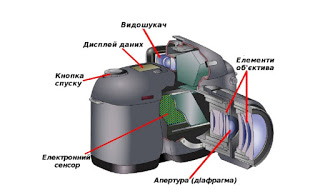 Видошукач
Дисплей даних
Кнопка
спуску
Елементи
об'єктива
Електронний
сенсор
Апертура (діафрагма)